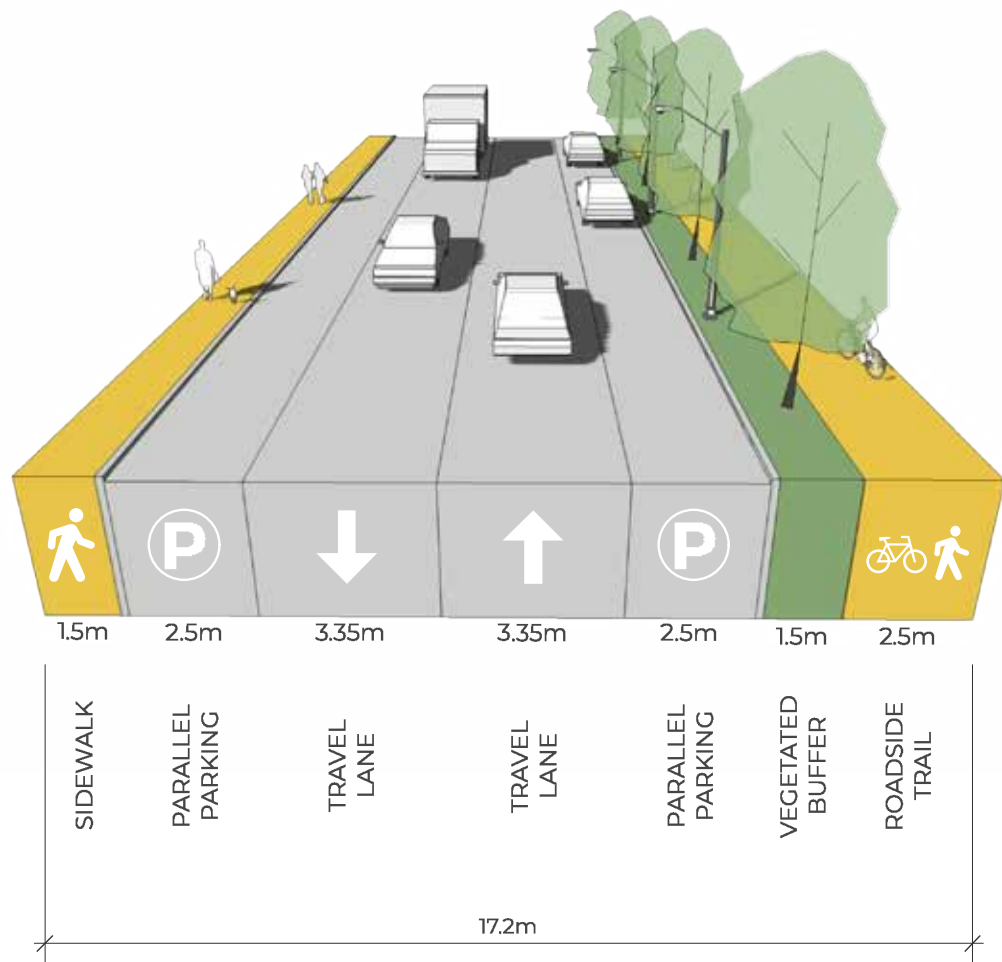 P
P
1.5m
2.5m
3.35m
3.35m
2.5m
1.5m
2.5m
SIDEWALK
PARALLEL
PARKING
TRAVEL
LANE
TRAVEL
LANE
PARALLEL
PARKING
VEGETATED
BUFFER
ROADSIDE
TRAIL
17.2m